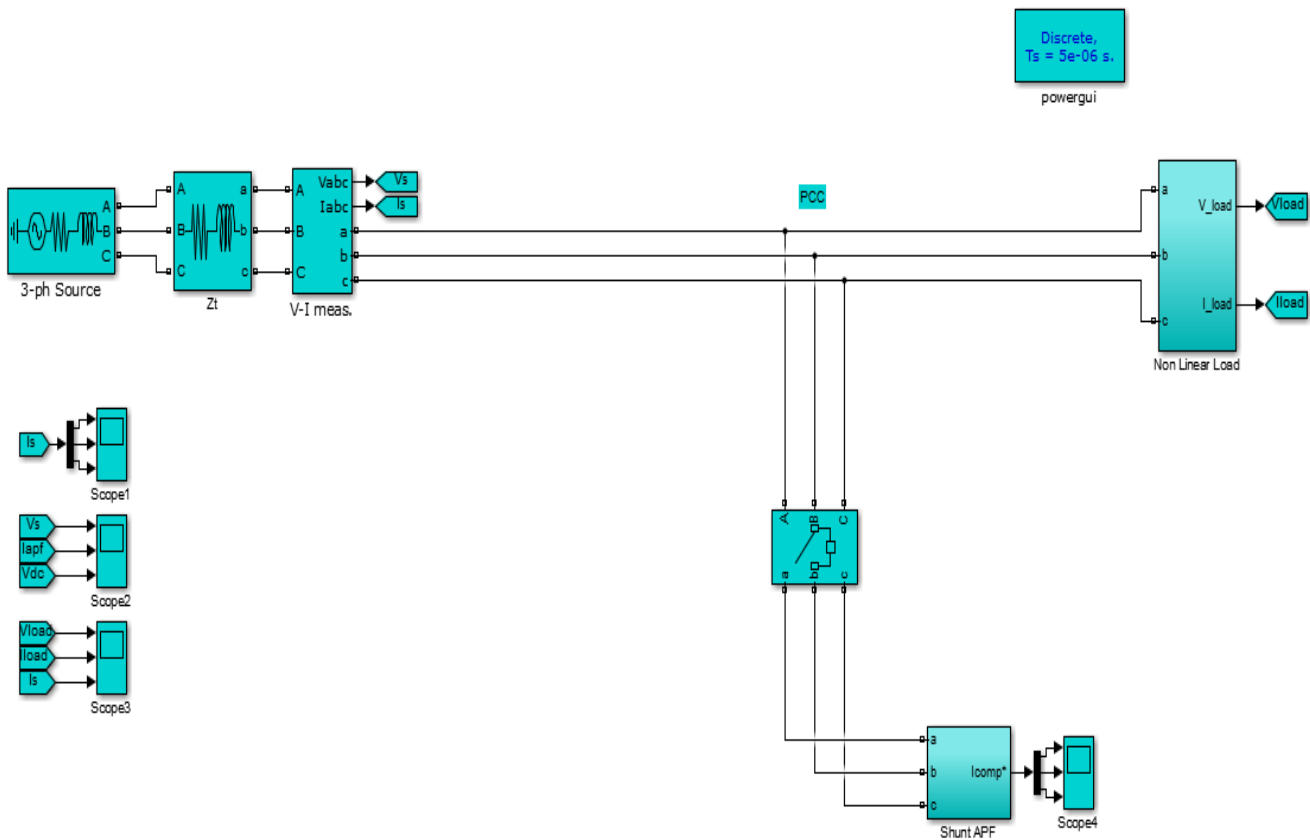 Discrete,
Ts = 5e-06 s.
powergui
A
B
C
3-ph Source
A
B
C
a
b
c
Zt
A
B
C
Vabc
Iabc
a
b
c
V-I meas.
Vs
Is
PCC
a
b
c
V_load
I_load
Non Linear Load
Vload
Iload
Is
Scope1
Vs
Iapf
Vdc
Scope2
Vload
Iload
Is
Scope3
A
B
C
a
b
c
a
b
c
Icomp*
Shunt APF
Scope4